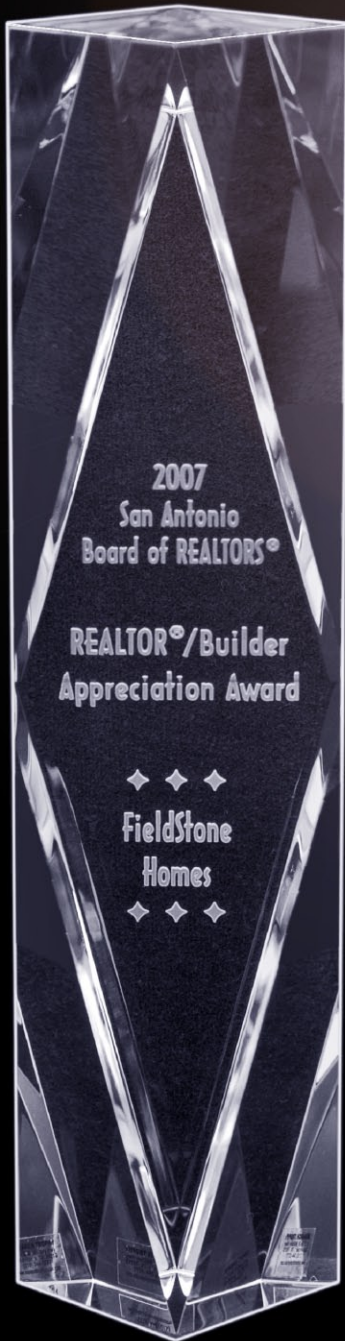 2007
San Antonio
Board of REALTORS®
REALTOR®/Builder
Appreciation Award
FieldStone
Homes